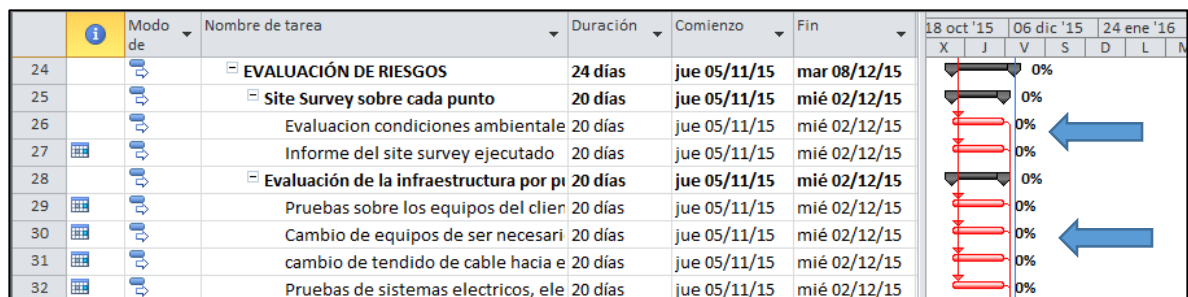 Modo de Nombre de tarea Duración Comienzo Fin 18 oct '15 06 dic '15 24 ene '16
X J V S D L
24 EVALUACIÓN DE RIESGOS 24 días jue 05/11/15 mar 08/12/15 0%
25 Site Survey sobre cada punto 20 días jue 05/11/15 mié 02/12/15 0%
26 Evaluacion condiciones ambientale 20 días jue 05/11/15 mié 02/12/15 0%
27 Informe del site survey ejecutado 20 días jue 05/11/15 mié 02/12/15 0%
28 Evaluación de la infraestructura por 20 días jue 05/11/15 mié 02/12/15 0%
29 Pruebas sobre los equipos del clien 20 días jue 05/11/15 mié 02/12/15 0%
30 Cambio de equipos de ser necesari 20 días jue 05/11/15 mié 02/12/15 0%
31 cambio de tendido de cable hacia e 20 días jue 05/11/15 mié 02/12/15 0%
32 Pruebas de sistemas electricos, ele 20 días jue 05/11/15 mié 02/12/15 0%